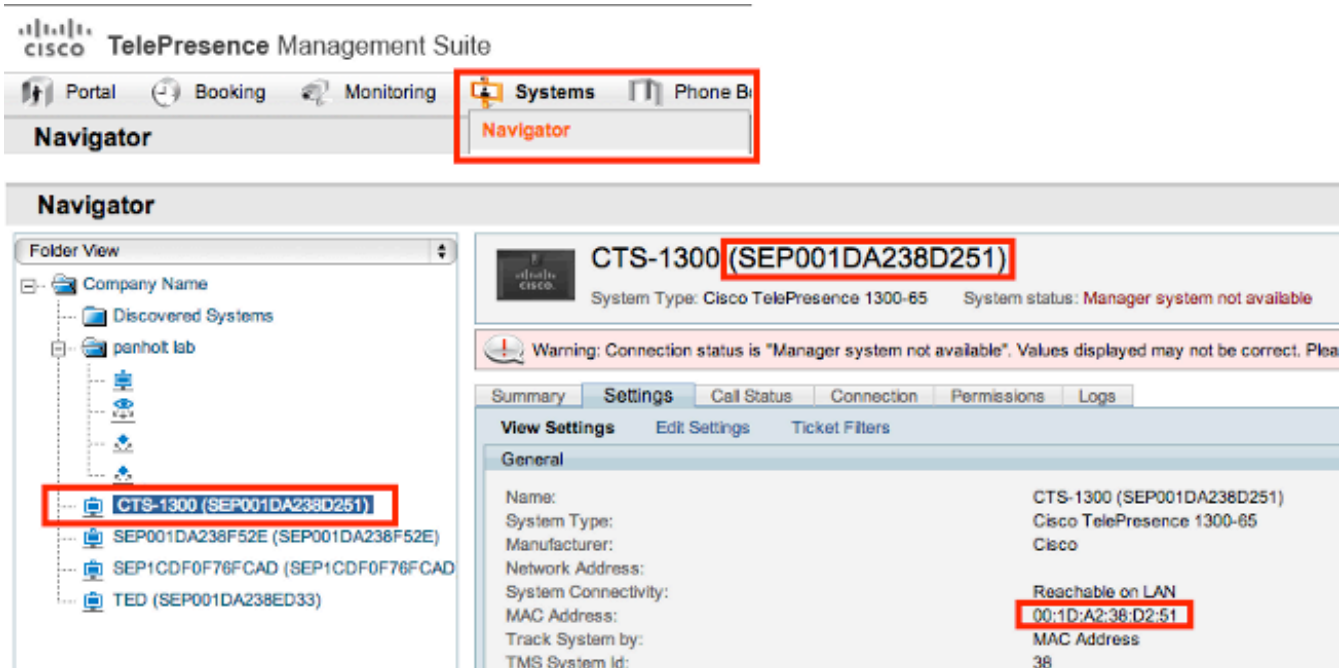 CISCO TelePresence Management Suite
Portal Booking Monitoring Systems Phone B
Navigator
Navigator
Navigator
Folder View
Company Name
Discovered Systems
panholt lab
CTS-1300 (SEP001DA238D251)
SEP001DA238F52E (SEP001DA238F52E)
SEP1CDF0F76FCAD (SEP1CDF0F76FCAD
TED (SEP001DA238ED33)
CISCO.
CTS-1300 (SEP001DA238D251)
System Type: Cisco TelePresence 1300-65 System status: Manager system not available
Warning: Connection status is "Manager system not available". Values displayed may not be correct. Plea
Summary Settings Call Status Connection Permissions Logs
View Settings Edit Settings Ticket Filters
General
Name: CTS-1300 (SEP001DA238D251)
System Type: Cisco TelePresence 1300-65
Manufacturer: Cisco
Network Address:
System Connectivity: Reachable on LAN
MAC Address: 00:1D:A2:38:D2:51
Track System by: MAC Address
TMS System Id: 38